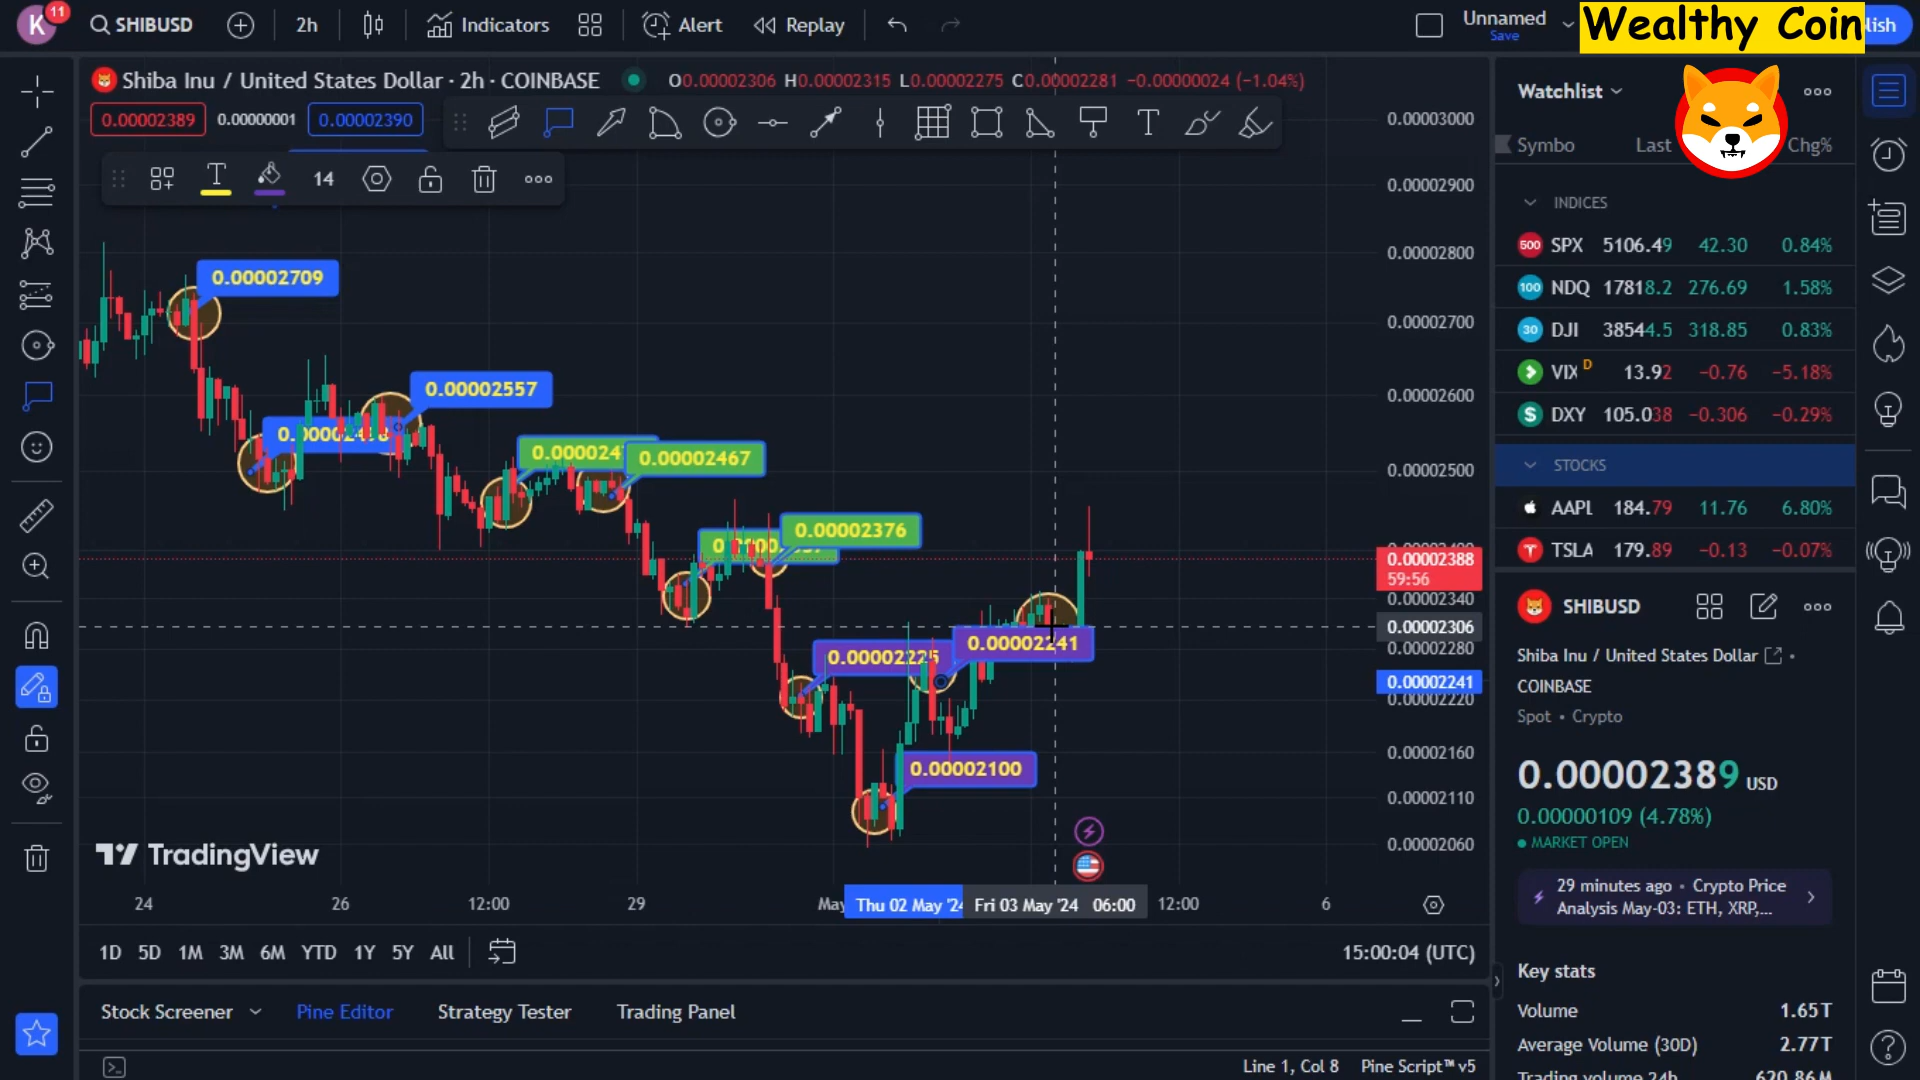 K
11
SHIBUSD
2h
Indicators
Alert
Replay
Unnamed
Save
Wealthy Coin
lish
Shiba Inu / United States Dollar · 2h · COINBASE
O0.00002306 H0.00002315 L0.00002275 C0.00002281 −0.00000024 (−1.04%)
0.00002389
0.00000001
0.00002390
14
Watchlist
Symbo
Last
Chg%
INDICES
500 SPX 5106.49 42.30 0.84%
100 NDQ 17818.2 276.69 1.58%
30 DJI 38544.5 318.85 0.83%
VIX D 13.92 −0.76 −5.18%
DXY 105.038 −0.306 −0.29%
STOCKS
AAPL 184.79 11.76 6.80%
TSLA 179.89 −0.13 −0.07%
0.00003000
0.00002900
0.00002800
0.00002700
0.00002600
0.00002500
0.00002388
59:56
0.00002340
0.00002306
0.00002280
0.00002241
0.00002220
0.00002160
0.00002110
0.00002060
0.00002709
0.00002557
0.00002467
0.00002376
0.00002225
0.00002241
0.00002100
TradingView
24
26
12:00
29
May
Thu 02 May '24
Fri 03 May '24 06:00
12:00
6
1D 5D 1M 3M 6M YTD 1Y 5Y All
15:00:04 (UTC)
Stock Screener
Pine Editor
Strategy Tester
Trading Panel
Line 1, Col 8
Pine Script™ v5
SHIBUSD
Shiba Inu / United States Dollar
COINBASE
Spot • Crypto
0.00002389 USD
0.00000109 (4.78%)
MARKET OPEN
29 minutes ago • Crypto Price
Analysis May-03: ETH, XRP,...
Key stats
Volume 1.65T
Average Volume (30D) 2.77T
Trading volume 24h 620.86M